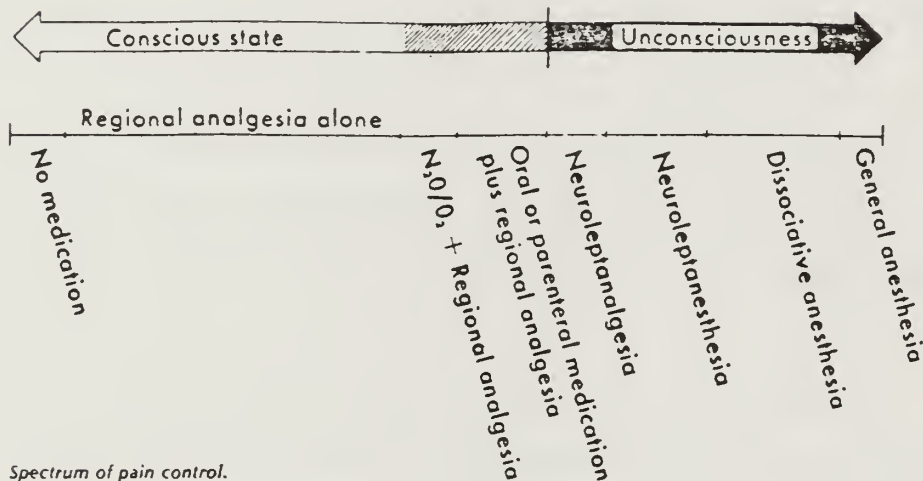 Conscious state
Unconsciousness
Regional analgesia alone
No medication
N₂O/O₂ + Regional analgesia
Oral or parenteral medication
plus regional analgesia
Neuroleptanalgesia
Neuroleptanesthesia
Dissociative anesthesia
General anesthesia
Spectrum of pain control.